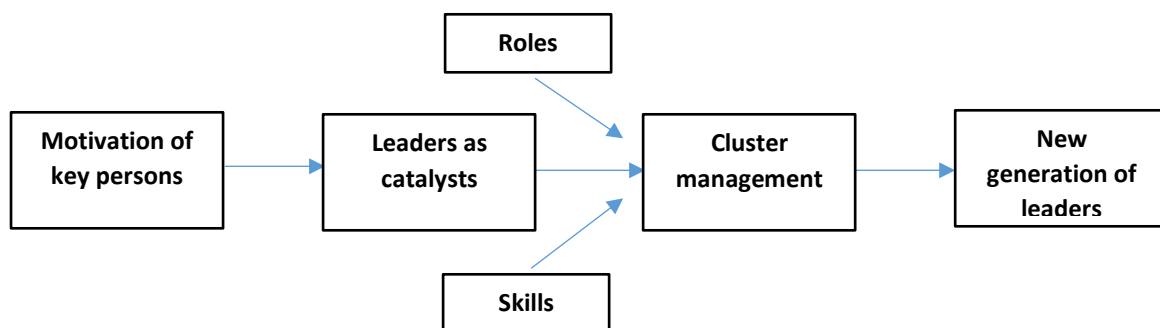 Roles
Motivation of
key persons
Leaders as
catalysts
Cluster
management
New
generation of
leaders
Skills